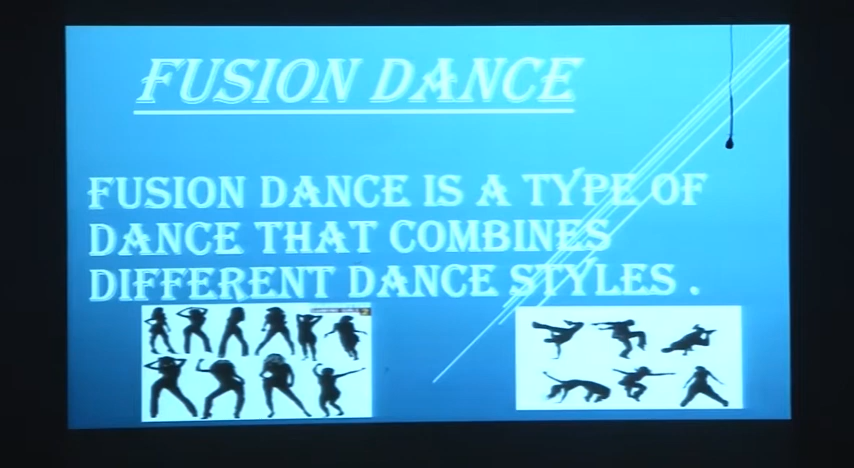 FUSION DANCE
FUSION DANCE IS A TYPE OF
DANCE THAT COMBINES
DIFFERENT DANCE STYLES .